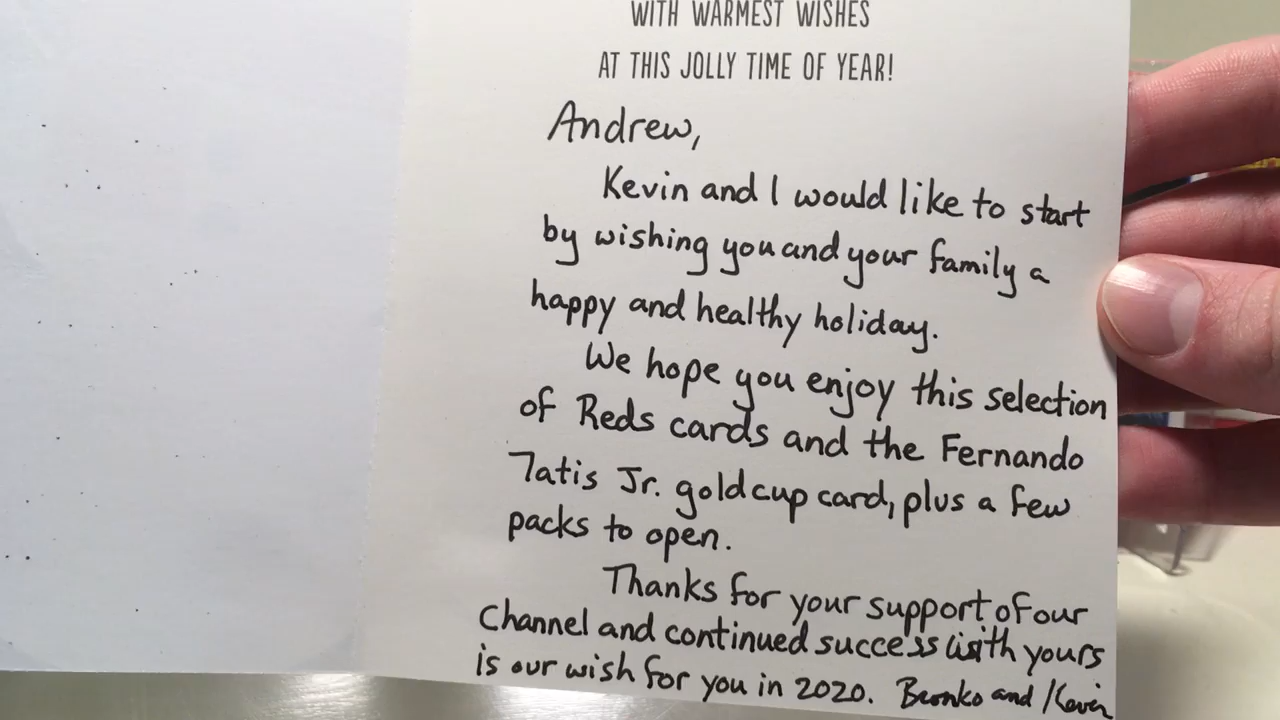 WITH WARMEST WISHES
AT THIS JOLLY TIME OF YEAR!
Andrew,
Kevin and I would like to start
by wishing you and your family a
happy and healthy holiday.
We hope you enjoy this selection
of Reds cards and the Fernando
Tatis Jr. gold cup card, plus a few
packs to open.
Thanks for your support of our
Channel and continued success with yours
is our wish for you in 2020. Bronko and Kevin